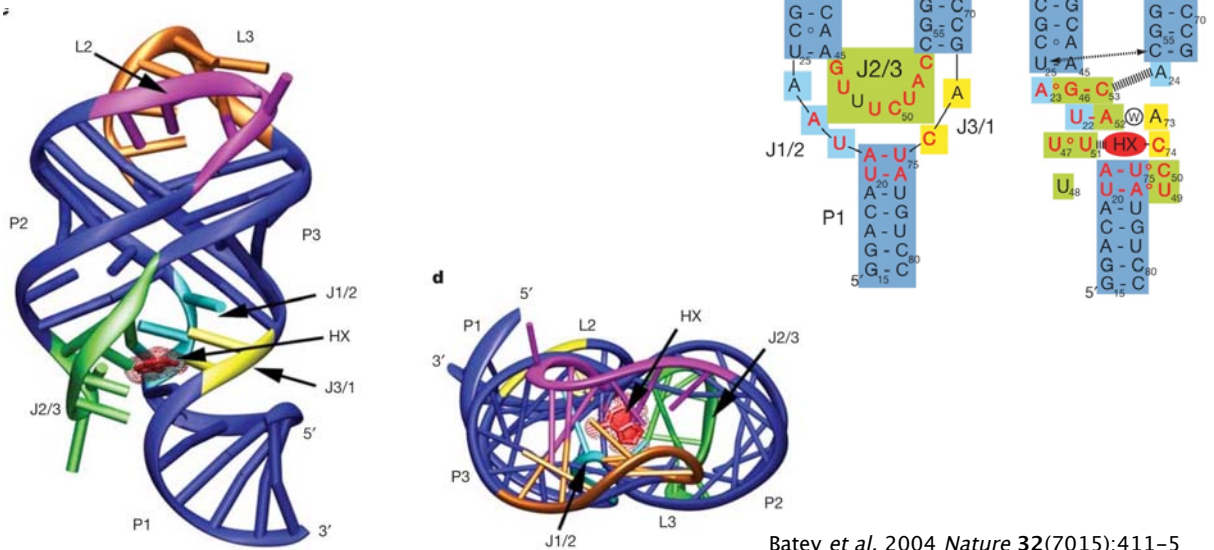 L2
L3
P2
P3
J1/2
HX
J3/1
J2/3
5′
P1
3′
d
5′
P1
L2
HX
J2/3
3′
P3
P2
J1/2
L3
G C C C
C ° A G - C 70
U A G 55 G
25 45 C
A G J2/3 C A
U A
A U U C U C
50 J3/1
J1/2 U
A - U
U - A 75
20
A U
P1 C - G
A - U
G - C
G - C 80
5′ 15
C G C C
G - C G - C 70
C ° A G 55 G
U A C
25 45 A
A ° G - C 24
23 46 53
U - A W A
22 52 73
U ° U HX C
47 51 74
A - U ° C
U 48 75 50
U - A ° U
20 49
A U
C - G
A - U
G - C
G - C 80
5′ 15
Batey et al. 2004 Nature 32(7015):411-5